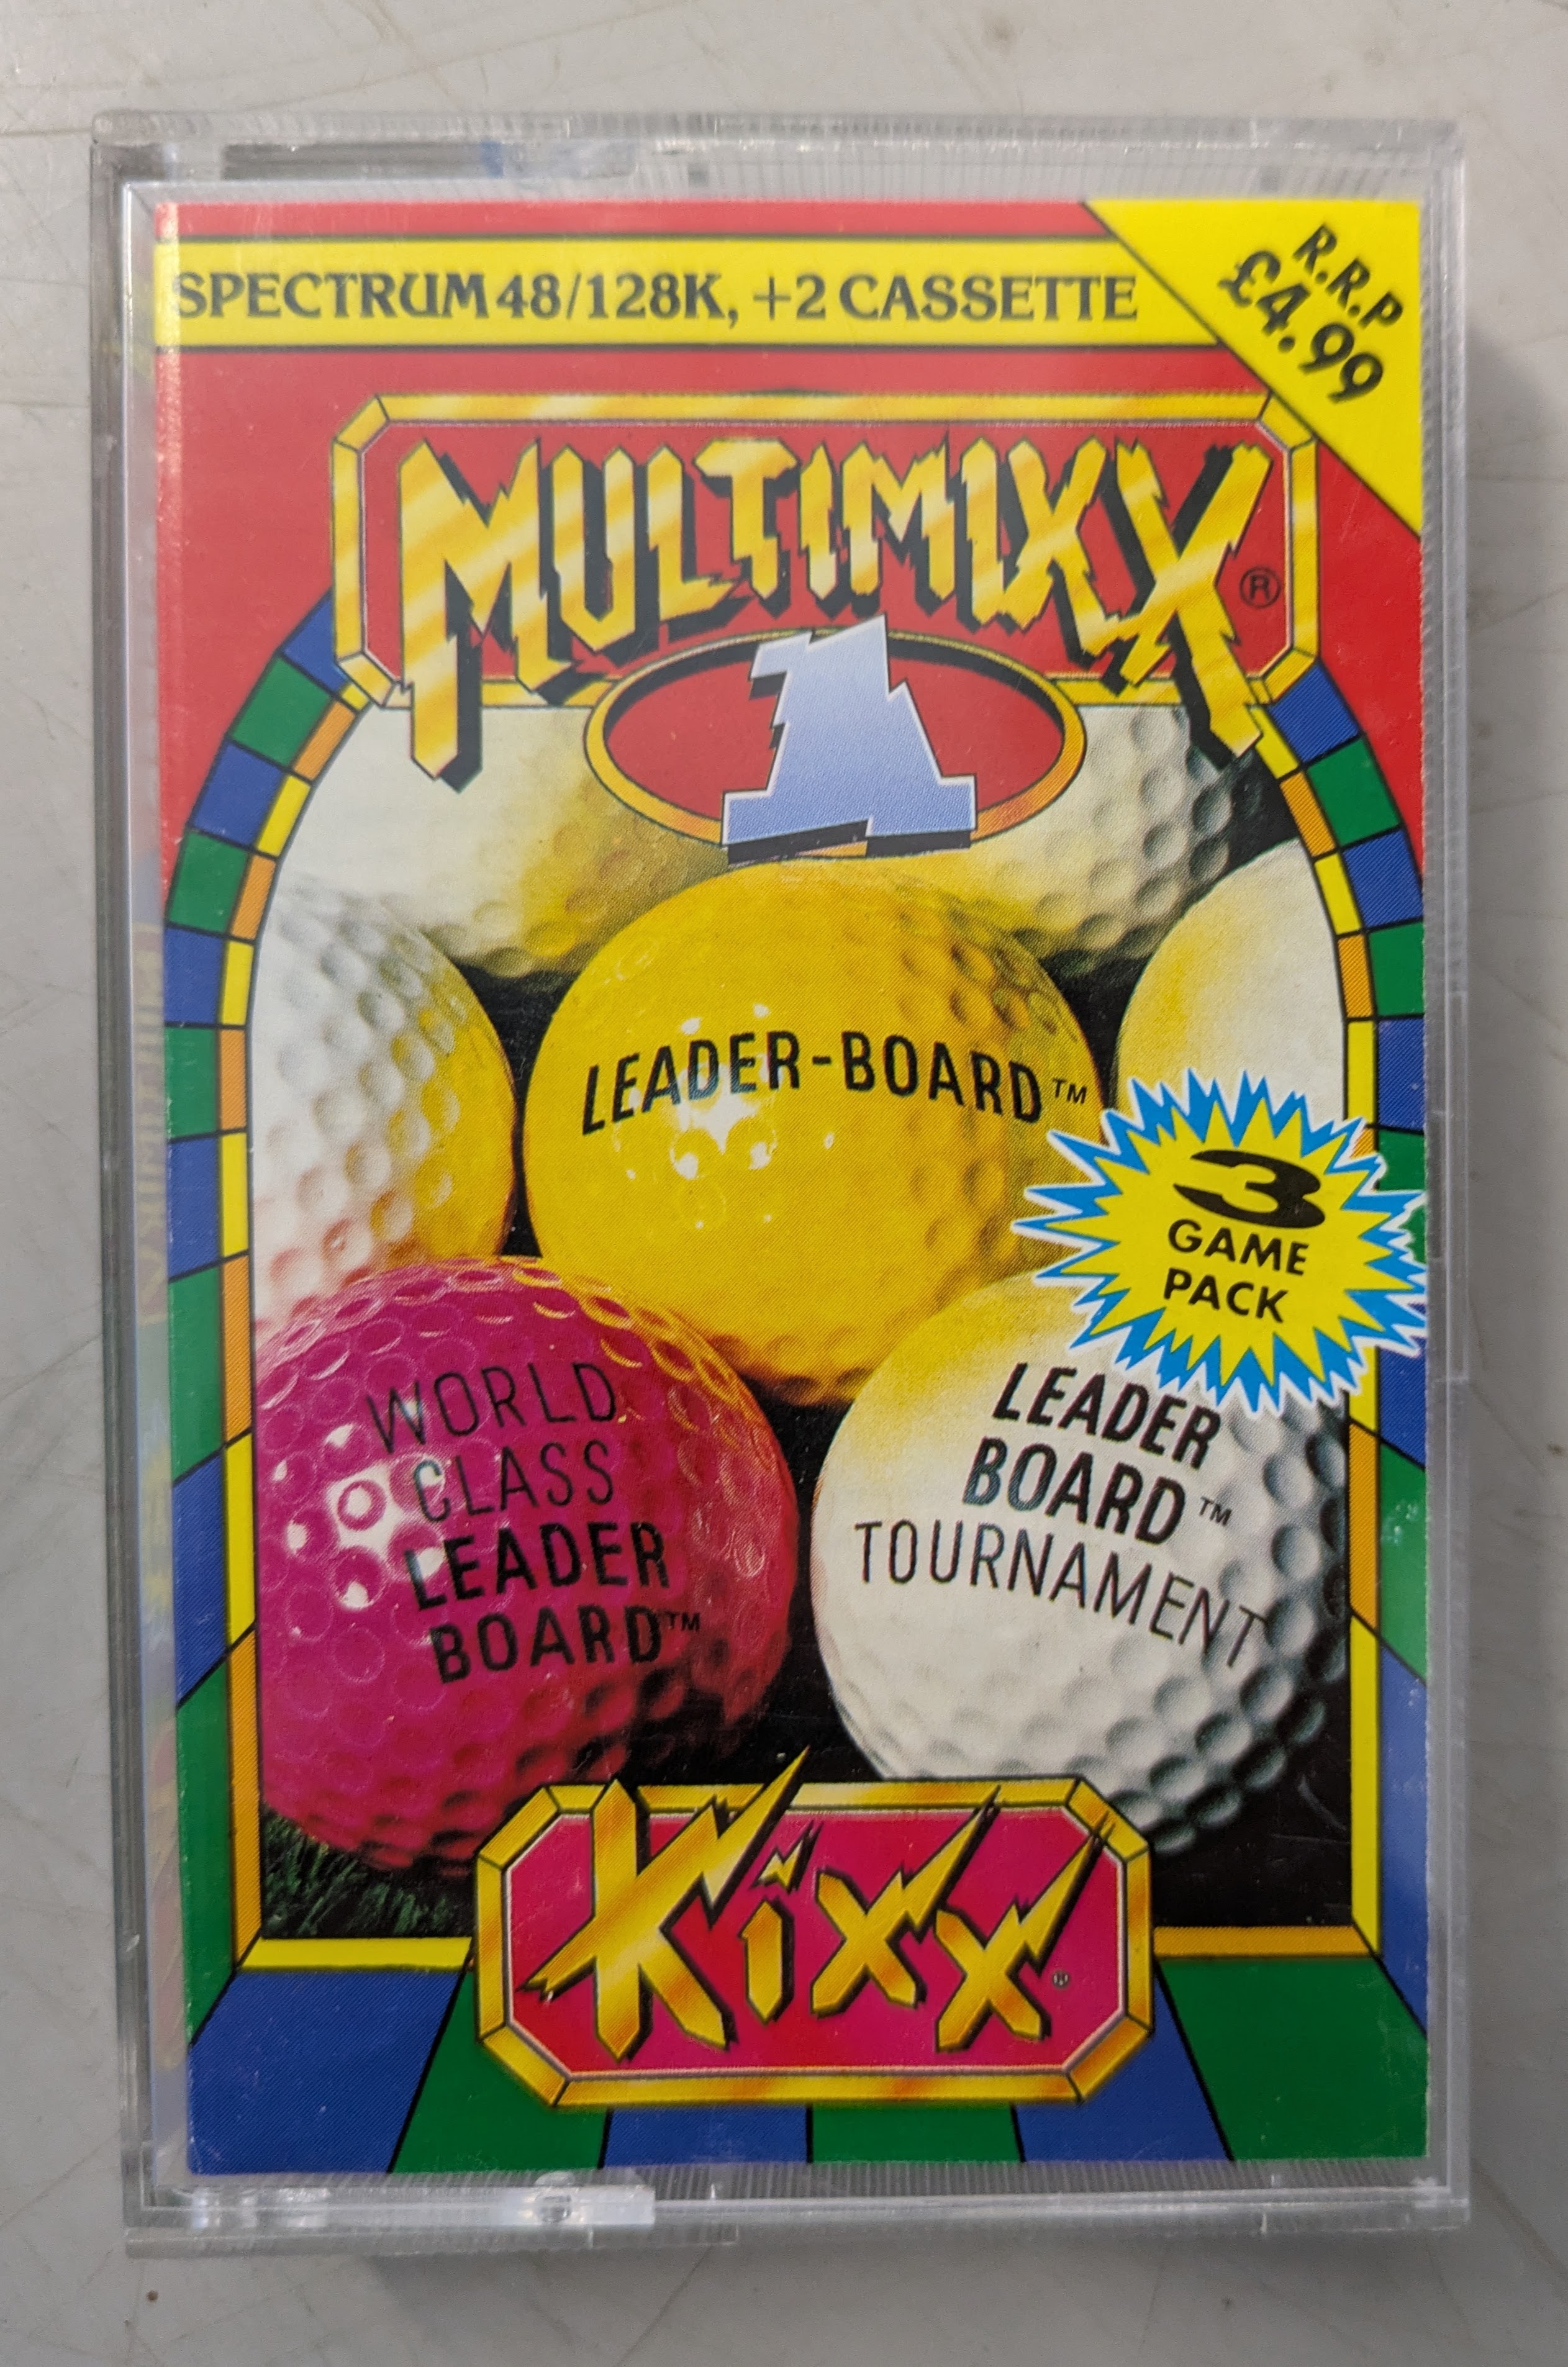 SPECTRUM 48/128K, +2 CASSETTE
R.R.P
£4.99
MULTIMIXX®
1
LEADER-BOARD™
3
GAME
PACK
WORLD
CLASS
LEADER
BOARD™
LEADER
BOARD™
TOURNAMENT
Kixx®